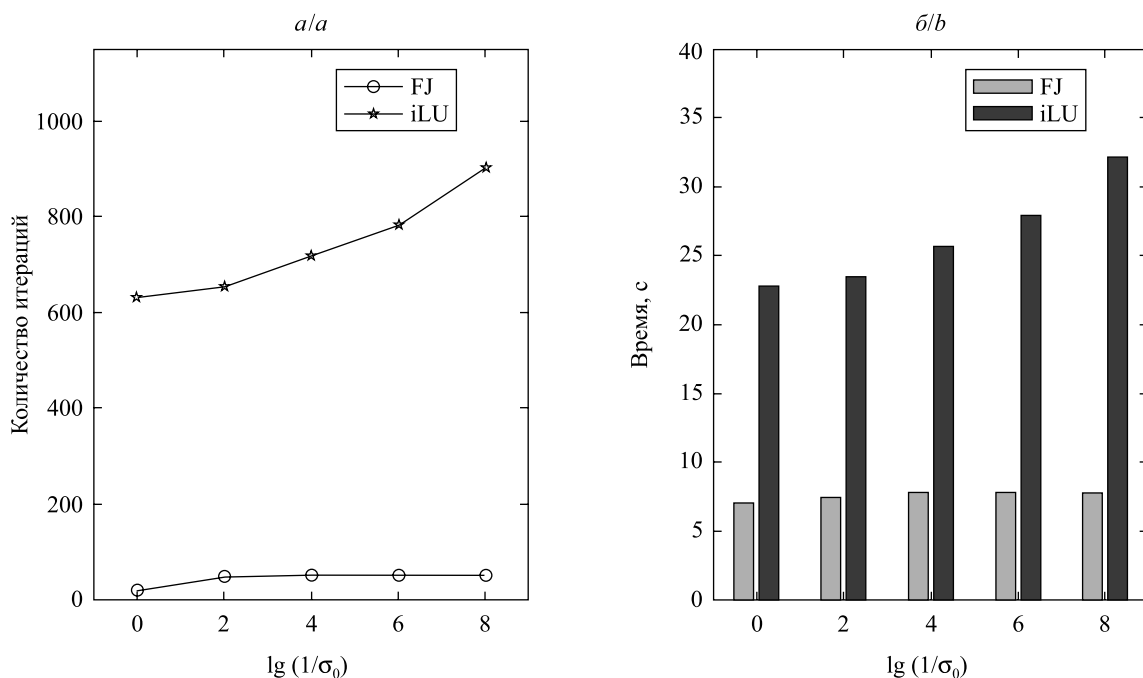 а/a
FJ
iLU
1000
800
600
400
200
0
Количество итераций
0 2 4 6 8
lg (1/σ₀)
б/b
FJ
iLU
40
35
30
25
20
15
10
5
0
Время, с
0 2 4 6 8
lg (1/σ₀)